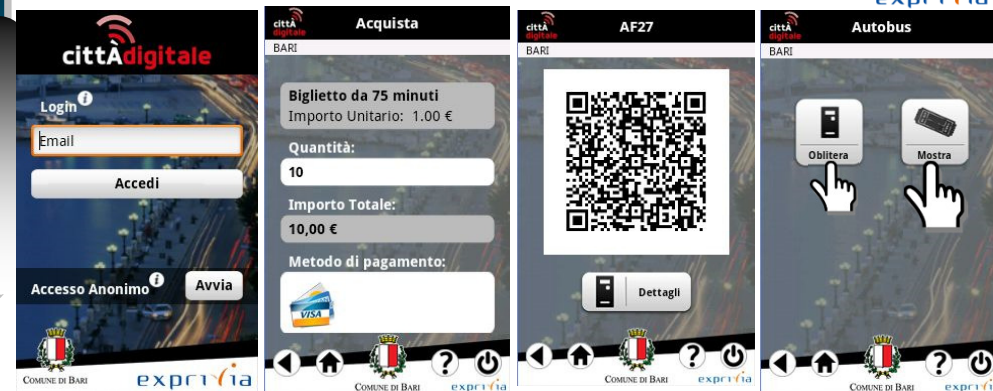 exprivia
cittÀdigitale
Login
Email
Accedi
Accesso Anonimo
Avvia
COMUNE DI BARI
exprivia
cittÀ
digitale
Acquista
BARI
Biglietto da 75 minuti
Importo Unitario: 1.00 €
Quantità:
10
Importo Totale:
10,00 €
Metodo di pagamento:
VISA
?
COMUNE DI BARI
exprivia
cittÀ
digitale
AF27
BARI
Dettagli
?
COMUNE DI BARI
exprivia
cittÀ
digitale
Autobus
BARI
Oblitera
Mostra
?
COMUNE DI BARI
exprivia